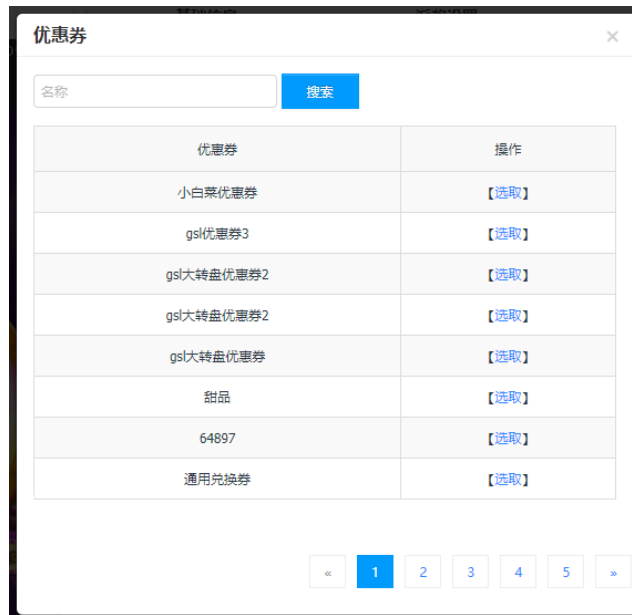 优惠券 ×
名称 搜索
优惠券 操作
小白菜优惠券 【选取】
gsl优惠券3 【选取】
gsl大转盘优惠券2 【选取】
gsl大转盘优惠券2 【选取】
gsl大转盘优惠券 【选取】
甜品 【选取】
64897 【选取】
通用兑换券 【选取】
« 1 2 3 4 5 »